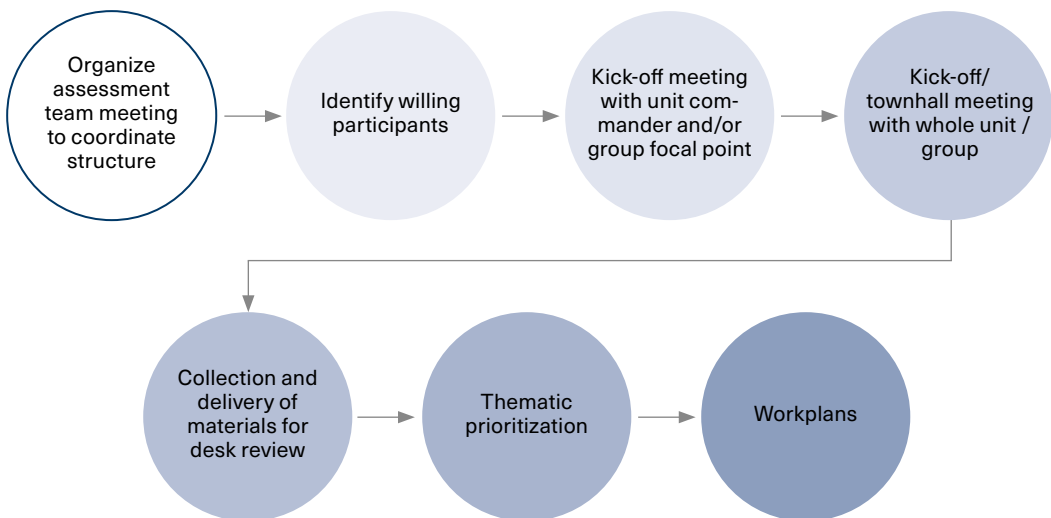 Organize
assessment
team meeting
to coordinate
structure
Identify willing
participants
Kick-off meeting
with unit com-
mander and/or
group focal point
Kick-off/
townhall meeting
with whole unit /
group
Collection and
delivery of
materials for
desk review
Thematic
prioritization
Workplans